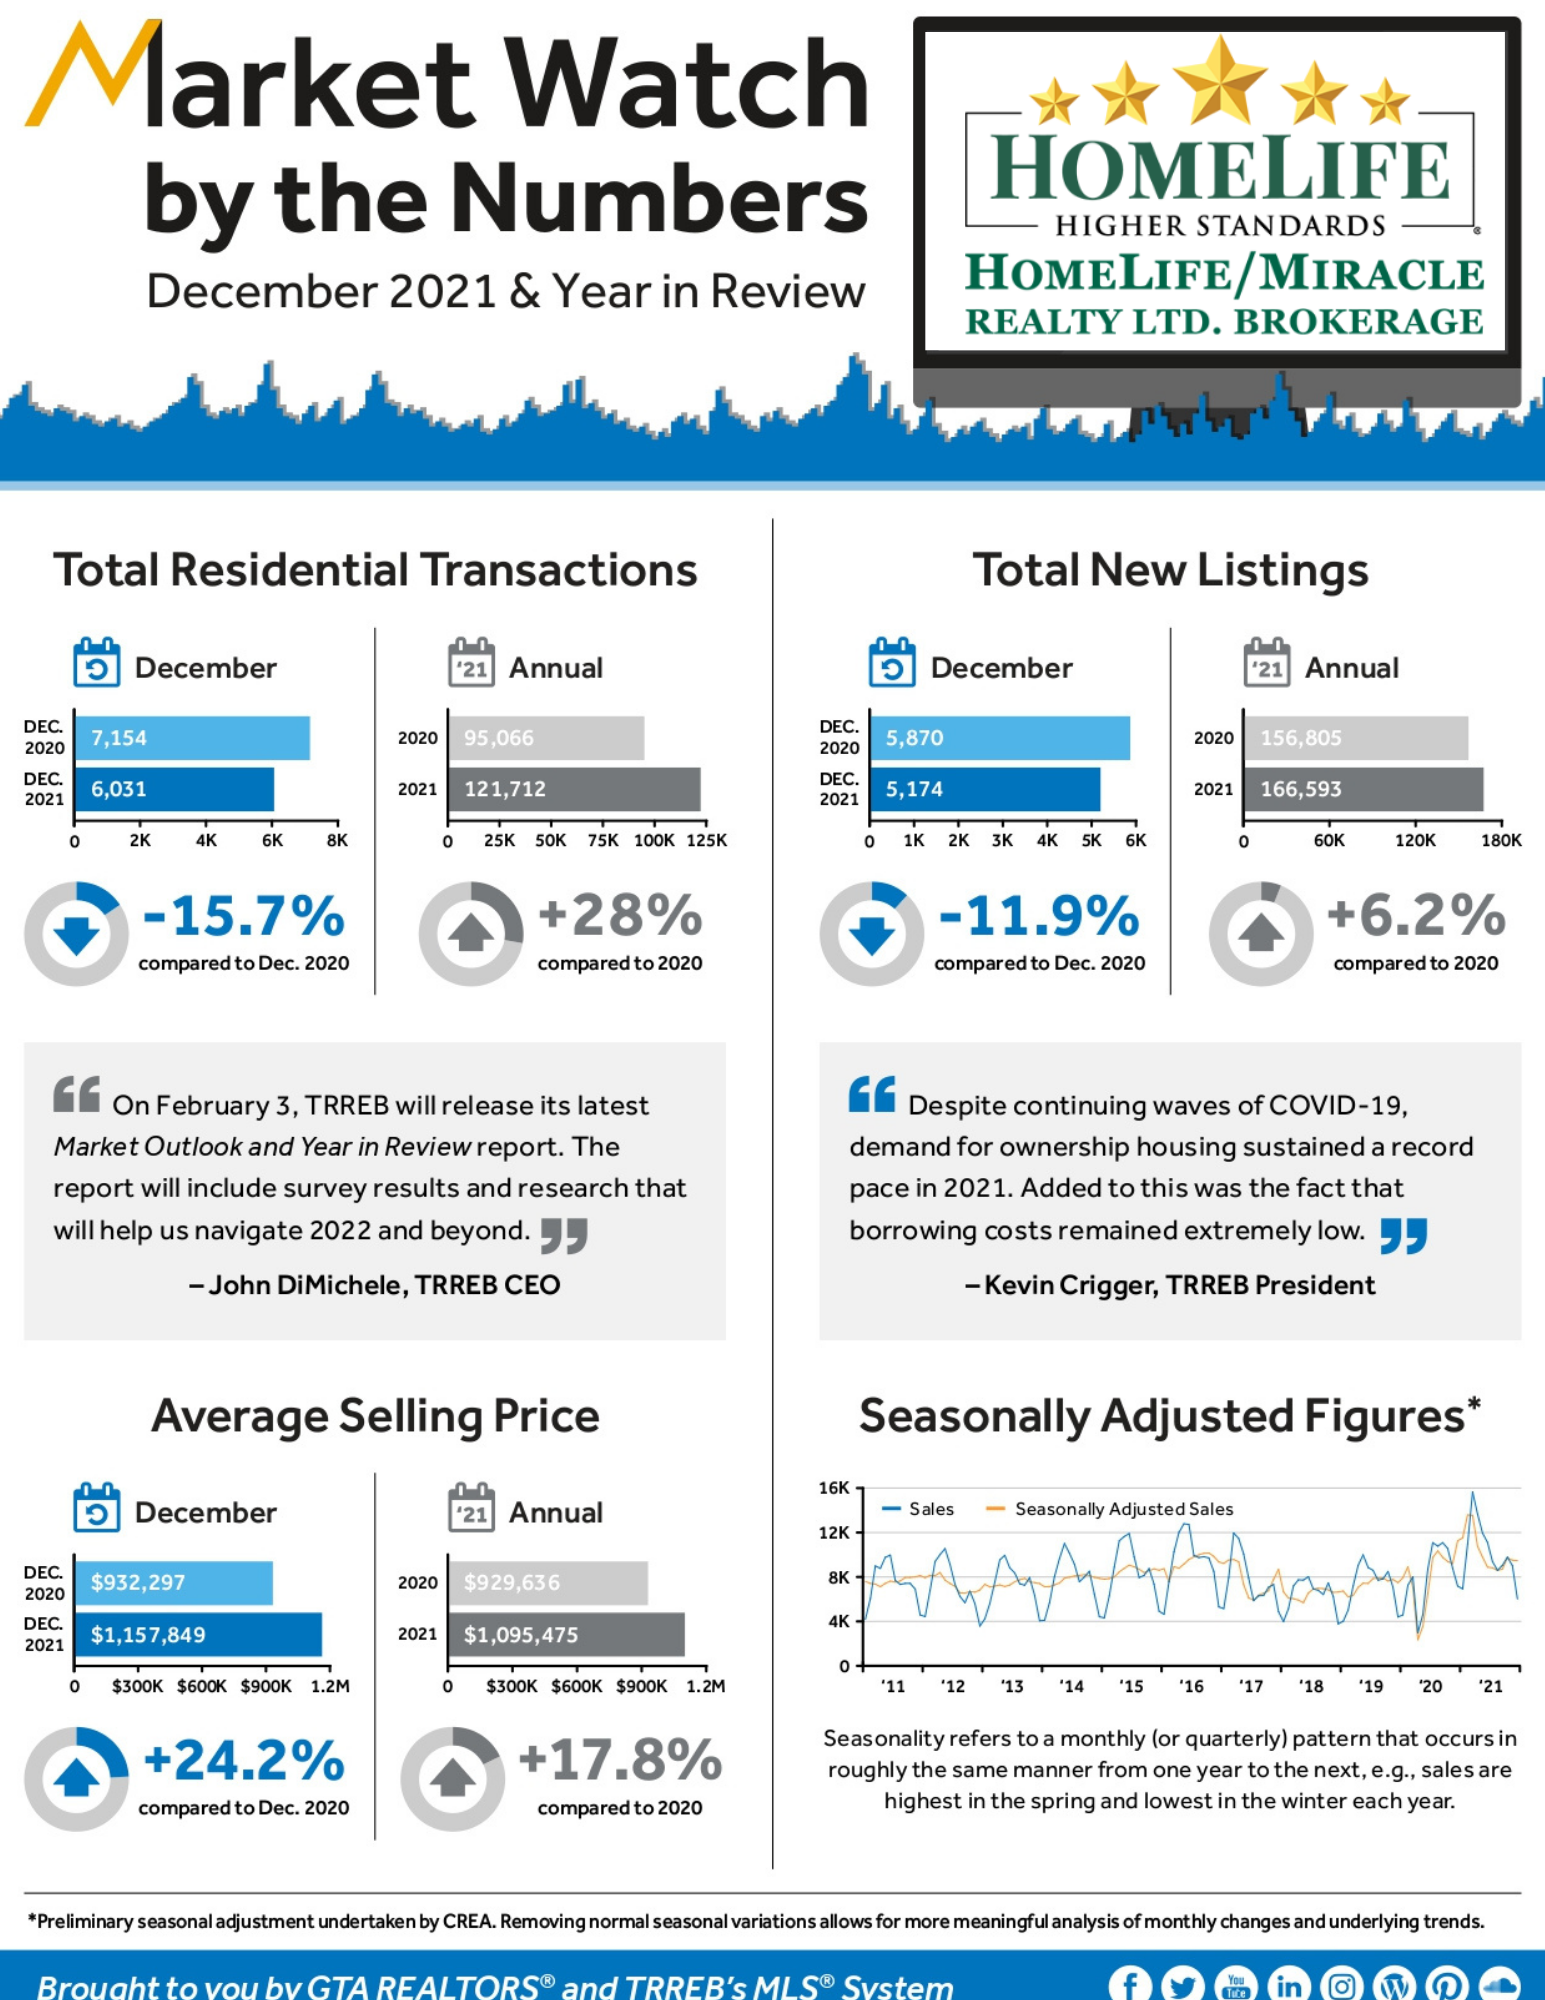 Market Watch
by the Numbers
December 2021 & Year in Review
HOMELIFE
HIGHER STANDARDS
HOMELIFE/MIRACLE
REALTY LTD. BROKERAGE
Total Residential Transactions
December
DEC.
2020
7,154
DEC.
2021
6,031
0 2K 4K 6K 8K
-15.7%
compared to Dec. 2020
'21 Annual
2020 95,066
2021 121,712
0 25K 50K 75K 100K 125K
+28%
compared to 2020
Total New Listings
December
DEC.
2020
5,870
DEC.
2021
5,174
0 1K 2K 3K 4K 5K 6K
-11.9%
compared to Dec. 2020
'21 Annual
2020 156,805
2021 166,593
0 60K 120K 180K
+6.2%
compared to 2020
“ On February 3, TRREB will release its latest
Market Outlook and Year in Review report. The
report will include survey results and research that
will help us navigate 2022 and beyond. ”
– John DiMichele, TRREB CEO
“ Despite continuing waves of COVID-19,
demand for ownership housing sustained a record
pace in 2021. Added to this was the fact that
borrowing costs remained extremely low. ”
– Kevin Crigger, TRREB President
Average Selling Price
December
DEC.
2020
$932,297
DEC.
2021
$1,157,849
0 $300K $600K $900K 1.2M
+24.2%
compared to Dec. 2020
'21 Annual
2020 $929,636
2021 $1,095,475
0 $300K $600K $900K 1.2M
+17.8%
compared to 2020
Seasonally Adjusted Figures*
Sales Seasonally Adjusted Sales
16K
12K
8K
4K
0
'11 '12 '13 '14 '15 '16 '17 '18 '19 '20 '21
Seasonality refers to a monthly (or quarterly) pattern that occurs in
roughly the same manner from one year to the next, e.g., sales are
highest in the spring and lowest in the winter each year.
*Preliminary seasonal adjustment undertaken by CREA. Removing normal seasonal variations allows for more meaningful analysis of monthly changes and underlying trends.
Brought to you by GTA REALTORS® and TRREB's MLS® System
f You Tube in